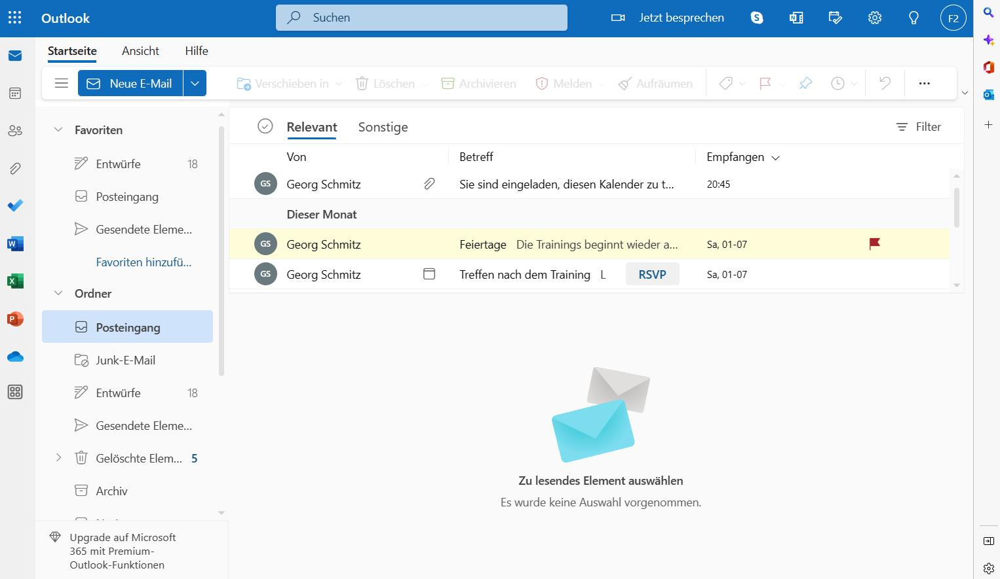 Outlook
Suchen
Jetzt besprechen
F2
Startseite
Ansicht
Hilfe
Neue E-Mail
Verschieben in
Löschen
Archivieren
Melden
Aufräumen
Favoriten
Entwürfe 18
Posteingang
Gesendete Eleme...
Favoriten hinzufü...
Ordner
Posteingang
Junk-E-Mail
Entwürfe 18
Gesendete Eleme...
Gelöschte Elem... 5
Archiv
Upgrade auf Microsoft
365 mit Premium-
Outlook-Funktionen
Relevant
Sonstige
Filter
Von Betreff Empfangen
GS Georg Schmitz Sie sind eingeladen, diesen Kalender zu t... 20:45
Dieser Monat
GS Georg Schmitz Feiertage Die Trainings beginnt wieder a... Sa, 01-07
GS Georg Schmitz Treffen nach dem Training L RSVP Sa, 01-07
Zu lesendes Element auswählen
Es wurde keine Auswahl vorgenommen.